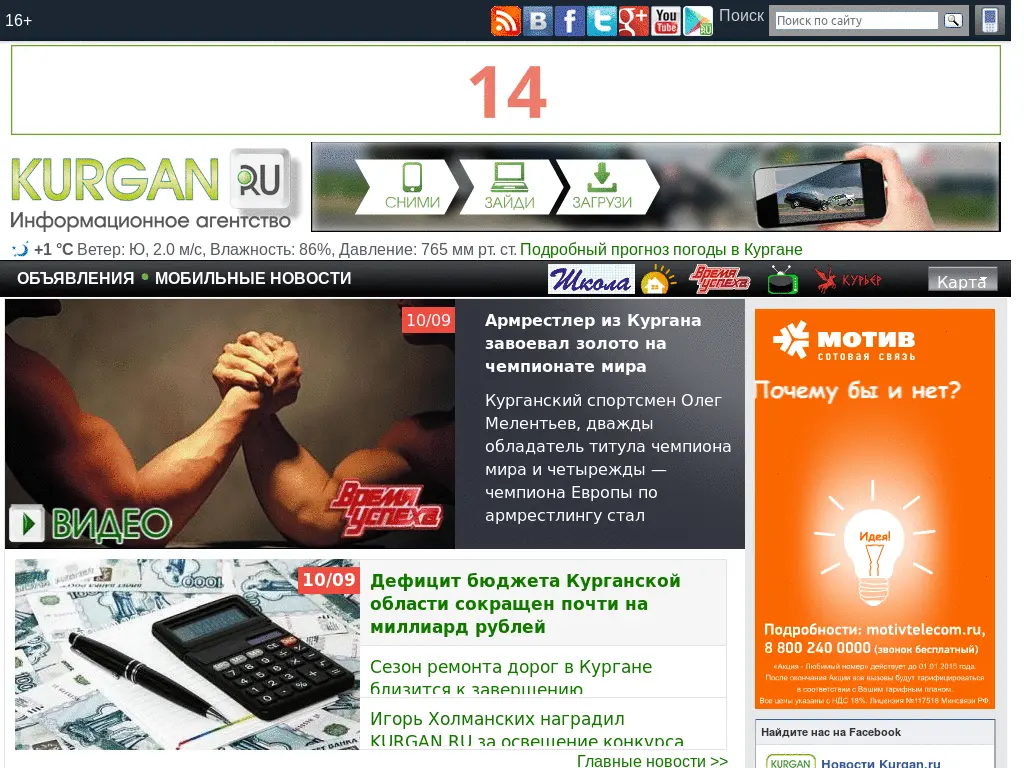 16+
You
Tube
RU
Поиск
Поиск по сайту
14
KURGAN RU
Информационное агентство
СНИМИ
ЗАЙДИ
ЗАГРУЗИ
+1 °C Ветер: Ю, 2.0 м/с, Влажность: 86%, Давление: 765 мм рт. ст. Подробный прогноз погоды в Кургане
ОБЪЯВЛЕНИЯ • МОБИЛЬНЫЕ НОВОСТИ
Школа
22
Время
успеха
КУРЬЕР
Карта
10/09
Армрестлер из Кургана
завоевал золото на
чемпионате мира
Курганский спортсмен Олег
Мелентьев, дважды
обладатель титула чемпиона
мира и четырежды —
чемпиона Европы по
армрестлингу стал
Время
успеха
ВИДЕО
10/09
Дефицит бюджета Курганской
области сокращен почти на
миллиард рублей
Сезон ремонта дорог в Кургане
близится к завершению
Игорь Холманских наградил
KURGAN.RU за освещение конкурса
Главные новости >>
МОТИВ
СОТОВАЯ СВЯЗЬ
Почему бы и нет?
Идея!
Подробности: motivtelecom.ru,
8 800 240 0000 (звонок бесплатный)
«Акция - Любимый номер» действует до 01.01.2015 года.
После окончания Акции все вызовы будут тарифицироваться
в соответствии с Вашим тарифным планом.
Все цены указаны с НДС 18%. Лицензия №117516 Минсвязи РФ.
Найдите нас на Facebook
KURGAN
Новости Kurgan.ru